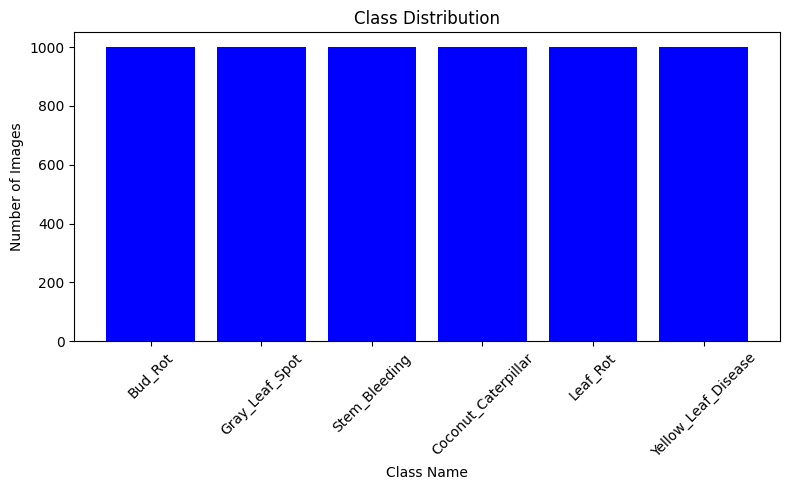 Class Distribution
Number of Images
1000
800
600
400
200
0
Bud_Rot
Gray_Leaf_Spot
Stem_Bleeding
Coconut_Caterpillar
Leaf_Rot
Yellow_Leaf_Disease
Class Name